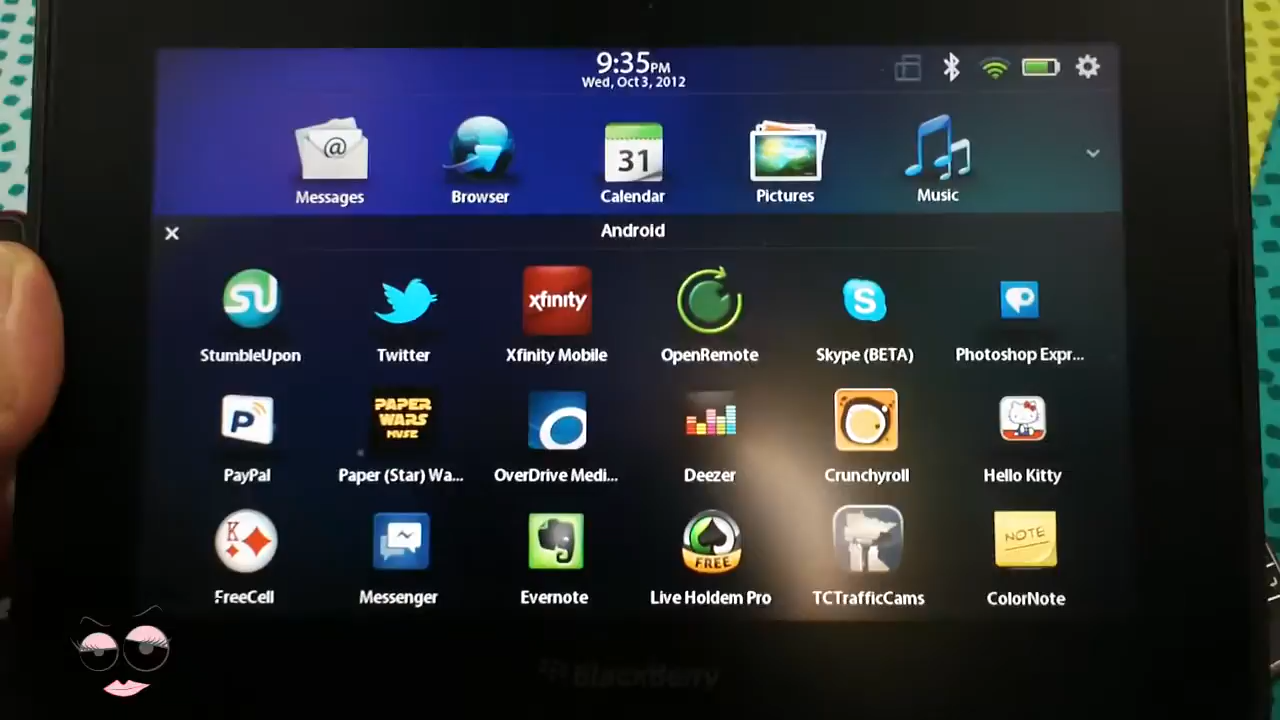 9:35PM
Wed, Oct 3, 2012
@
31
Messages
Browser
Calendar
Pictures
Music
Android
SU
xfinity
S
P
StumbleUpon
Twitter
Xfinity Mobile
OpenRemote
Skype (BETA)
Photoshop Expr...
P
PAPER
WARS
PayPal
Paper (Star) Wa...
OverDrive Medi...
Deezer
Crunchyroll
Hello Kitty
K
FREE
NOTE
FreeCell
Messenger
Evernote
Live Holdem Pro
TCTrafficCams
ColorNote
BlackBerry